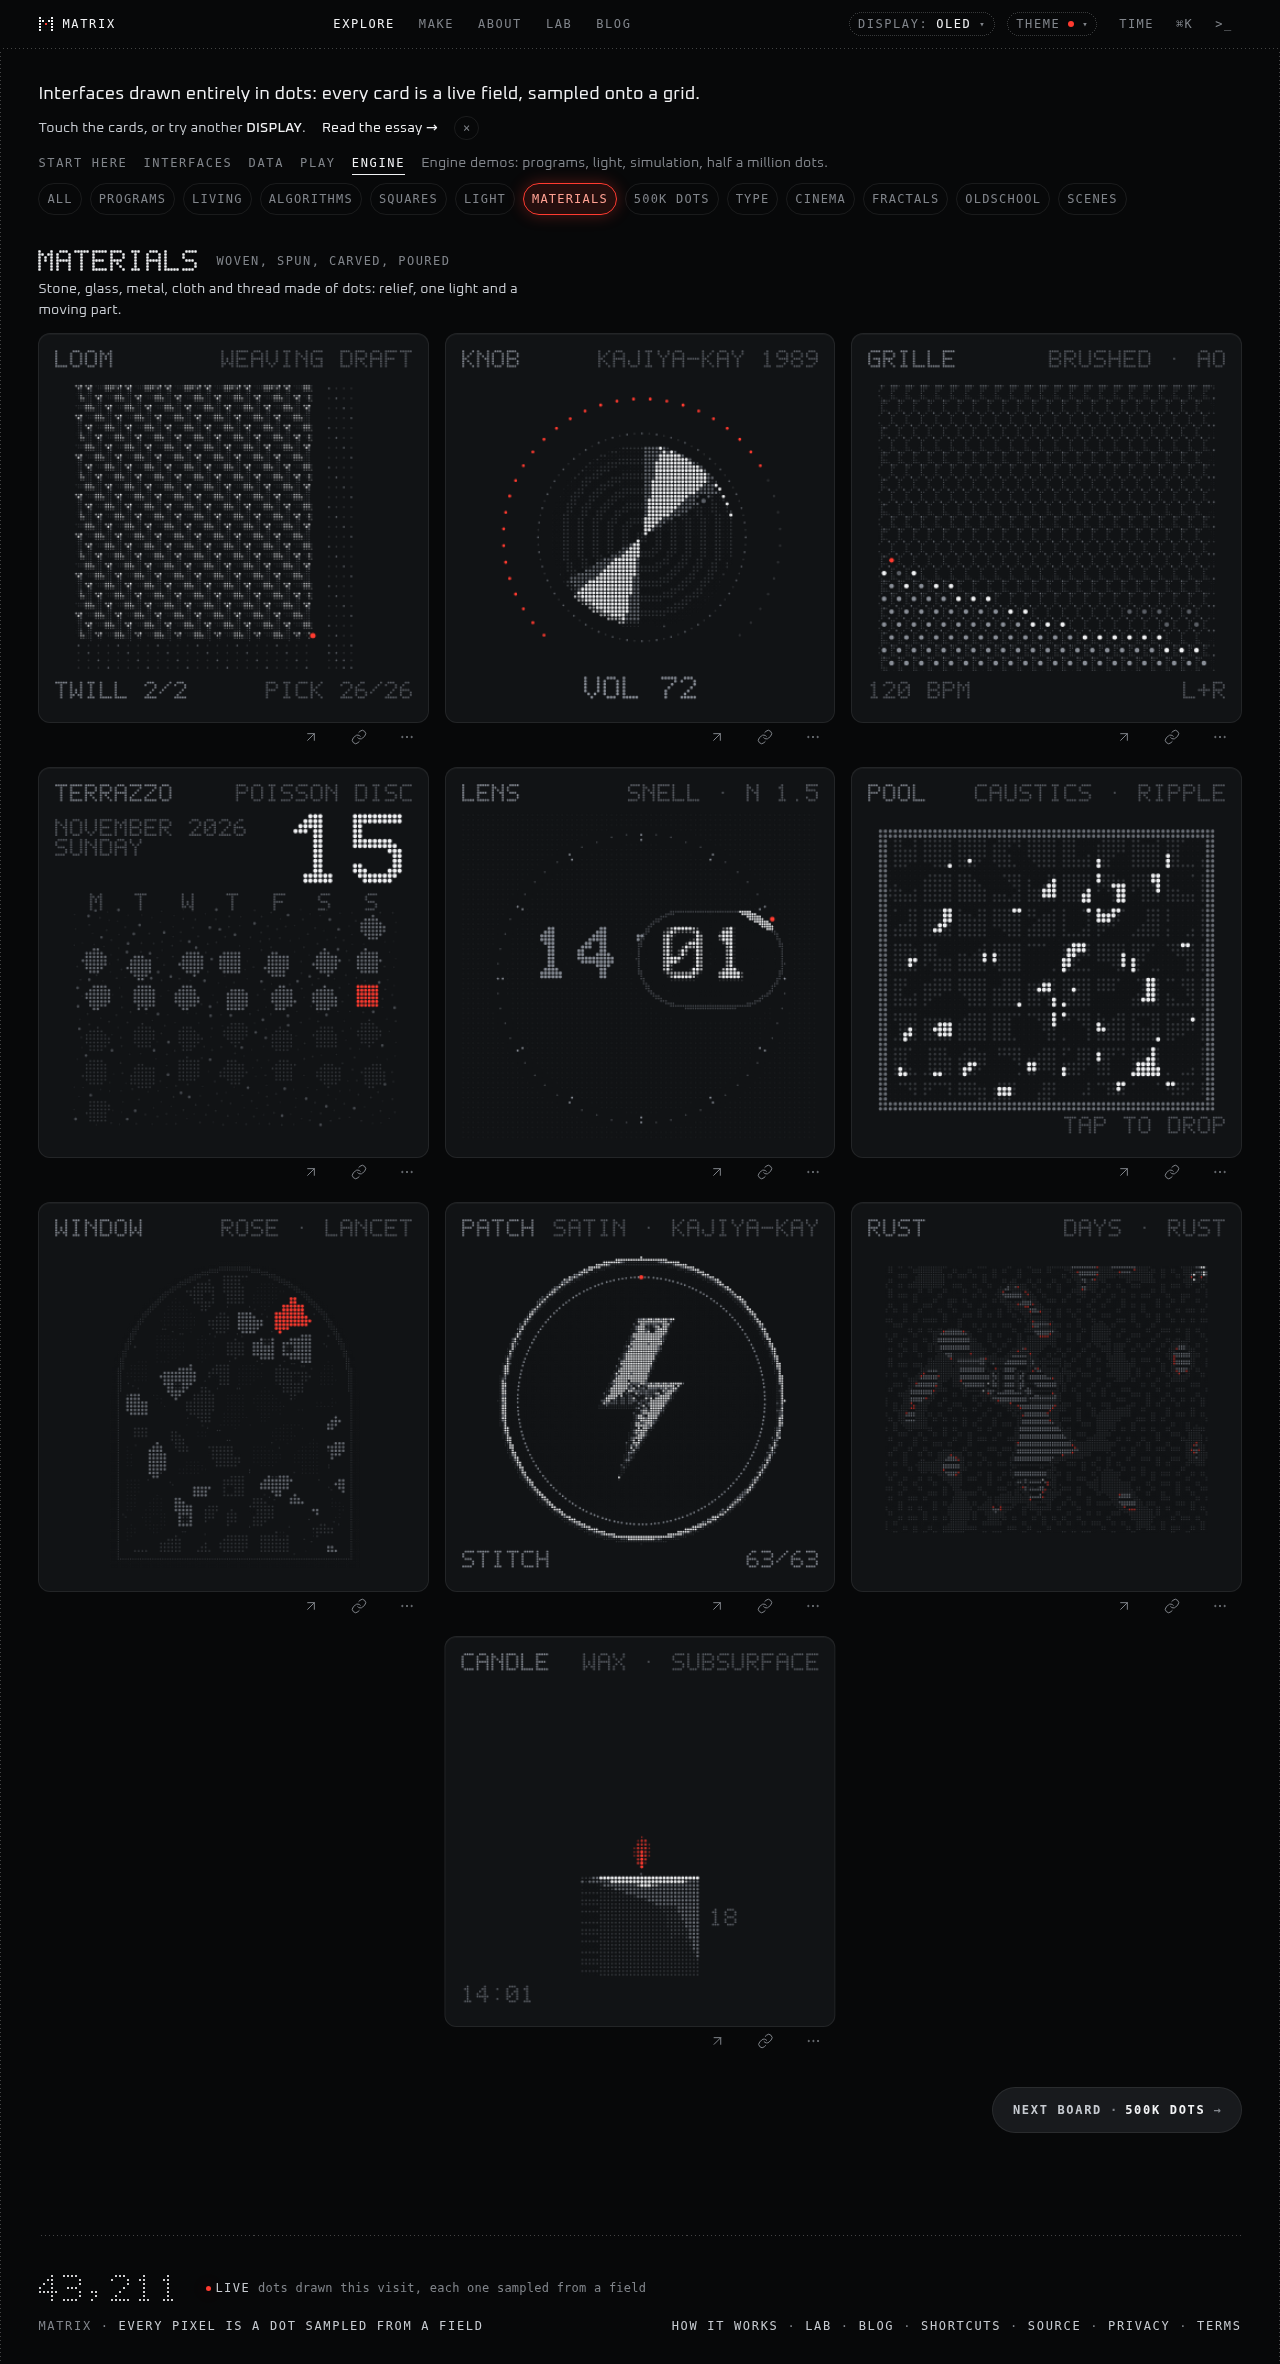 MATRIX
EXPLORE MAKE ABOUT LAB BLOG
DISPLAY: OLED ▾ THEME ● ▾ TIME ⌘K >_
Interfaces drawn entirely in dots: every card is a live field, sampled onto a grid.
Touch the cards, or try another DISPLAY. Read the essay → ×
START HERE INTERFACES DATA PLAY ENGINE Engine demos: programs, light, simulation, half a million dots.
ALL PROGRAMS LIVING ALGORITHMS SQUARES LIGHT MATERIALS 500K DOTS TYPE CINEMA FRACTALS OLDSCHOOL SCENES
MATERIALS WOVEN, SPUN, CARVED, POURED
Stone, glass, metal, cloth and thread made of dots: relief, one light and a
moving part.
LOOM WEAVING DRAFT
TWILL 2/2 PICK 26/26
KNOB KAJIYA-KAY 1989
VOL 72
GRILLE BRUSHED · AO
120 BPM L+R
TERRAZZO POISSON DISC
NOVEMBER 2026
SUNDAY
15
M T W T F S S
LENS SNELL · N 1.5
14 01
POOL CAUSTICS · RIPPLE
TAP TO DROP
WINDOW ROSE · LANCET
PATCH SATIN · KAJIYA-KAY
STITCH 63/63
RUST DAYS · RUST
CANDLE WAX · SUBSURFACE
18
14:01
NEXT BOARD · 500K DOTS →
43,211 LIVE dots drawn this visit, each one sampled from a field
MATRIX · EVERY PIXEL IS A DOT SAMPLED FROM A FIELD
HOW IT WORKS · LAB · BLOG · SHORTCUTS · SOURCE · PRIVACY · TERMS